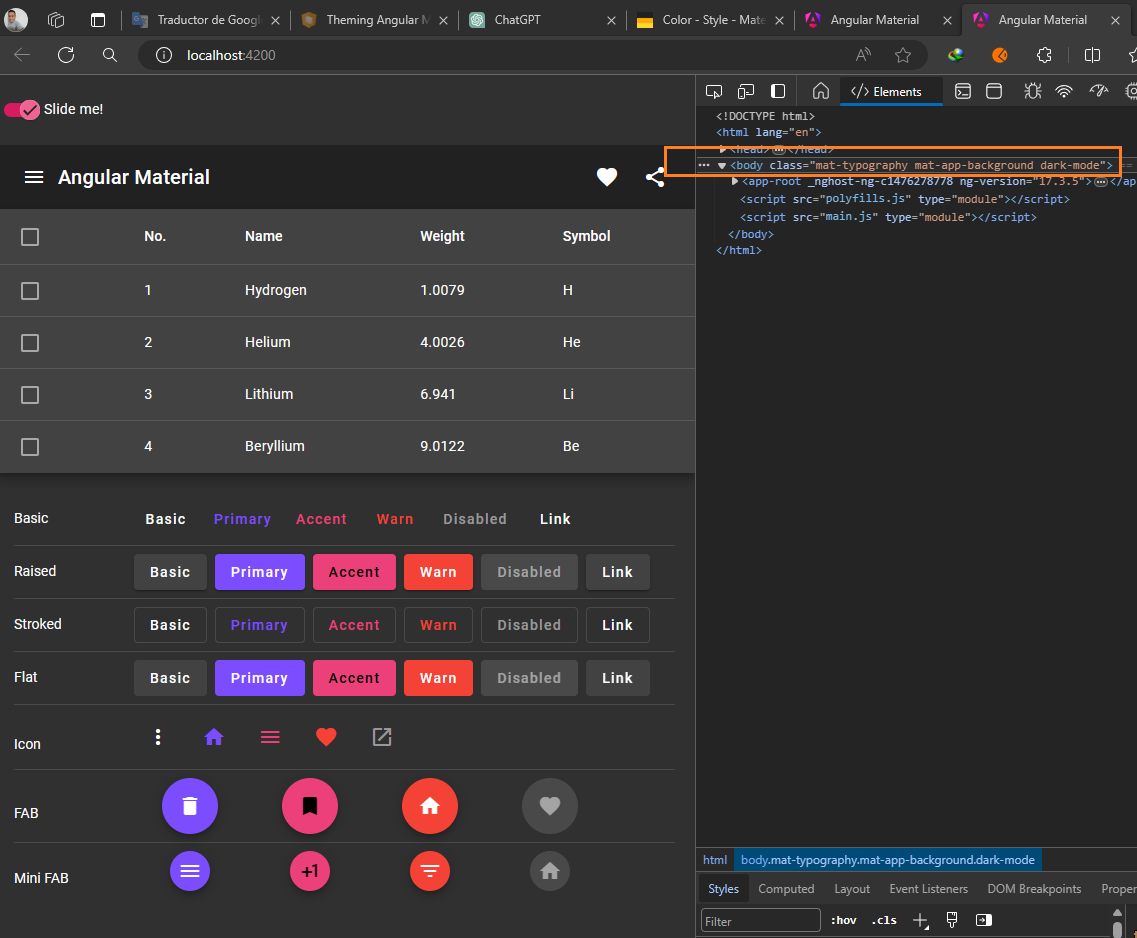 Traductor de Googl
Theming Angular M
ChatGPT
Color - Style - Mate
Angular Material
Angular Material
localhost:4200
Slide me!
Elements
<!DOCTYPE html>
<html lang="en">
<head> </head>
<body class="mat-typography mat-app-background dark-mode"> ==
<app-root _nghost-ng-c1476278778 ng-version="17.3.5"> </ap
<script src="polyfills.js" type="module"></script>
<script src="main.js" type="module"></script>
</body>
</html>
Angular Material
No. Name Weight Symbol
1 Hydrogen 1.0079 H
2 Helium 4.0026 He
3 Lithium 6.941 Li
4 Beryllium 9.0122 Be
Basic Basic Primary Accent Warn Disabled Link
Raised Basic Primary Accent Warn Disabled Link
Stroked Basic Primary Accent Warn Disabled Link
Flat Basic Primary Accent Warn Disabled Link
Icon
FAB
Mini FAB +1
html body.mat-typography.mat-app-background.dark-mode
Styles Computed Layout Event Listeners DOM Breakpoints Proper
Filter :hov .cls